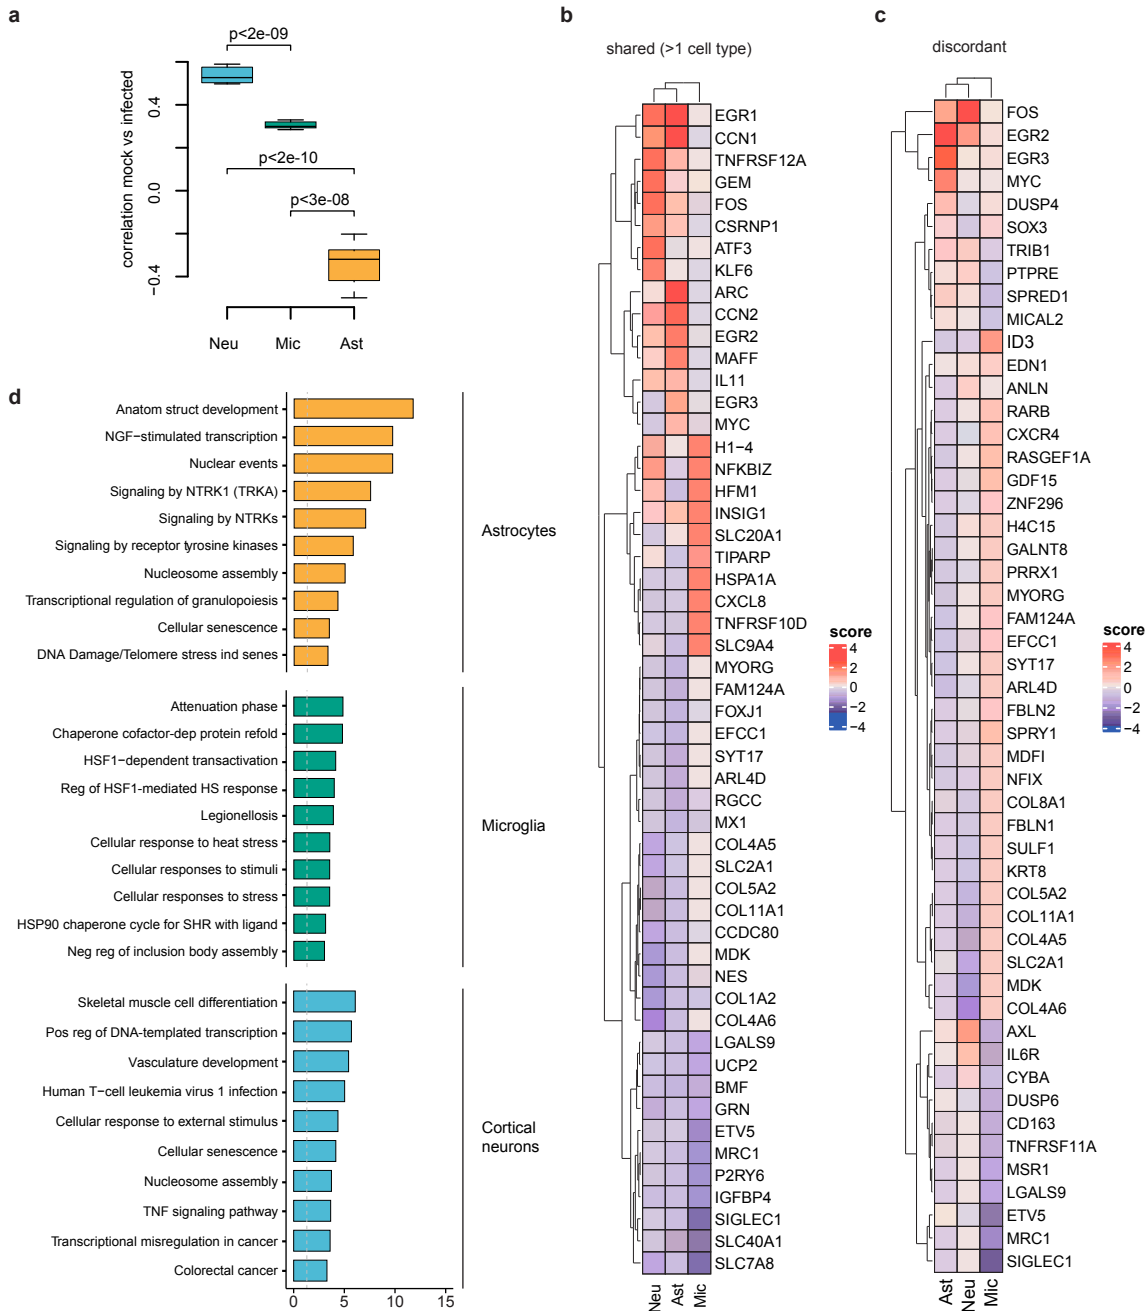 a
p<2e-09
p<2e-10
p<3e-08
correlation mock vs infected
0.4
0.0
−0.4
Neu
Mic
Ast
b
shared (>1 cell type)
EGR1
CCN1
TNFRSF12A
GEM
FOS
CSRNP1
ATF3
KLF6
ARC
CCN2
EGR2
MAFF
IL11
EGR3
MYC
H1−4
NFKBIZ
HFM1
INSIG1
SLC20A1
TIPARP
HSPA1A
CXCL8
TNFRSF10D
SLC9A4
MYORG
FAM124A
FOXJ1
EFCC1
SYT17
ARL4D
RGCC
MX1
COL4A5
SLC2A1
COL5A2
COL11A1
CCDC80
MDK
NES
COL1A2
COL4A6
LGALS9
UCP2
BMF
GRN
ETV5
MRC1
P2RY6
IGFBP4
SIGLEC1
SLC40A1
SLC7A8
Neu
Ast
Mic
score
4
2
0
−2
−4
c
discordant
FOS
EGR2
EGR3
MYC
DUSP4
SOX3
TRIB1
PTPRE
SPRED1
MICAL2
ID3
EDN1
ANLN
RARB
CXCR4
RASGEF1A
GDF15
ZNF296
H4C15
GALNT8
PRRX1
MYORG
FAM124A
EFCC1
SYT17
ARL4D
FBLN2
SPRY1
MDFI
NFIX
COL8A1
FBLN1
SULF1
KRT8
COL5A2
COL11A1
COL4A5
SLC2A1
MDK
COL4A6
AXL
IL6R
CYBA
DUSP6
CD163
TNFRSF11A
MSR1
LGALS9
ETV5
MRC1
SIGLEC1
Ast
Neu
Mic
score
4
2
0
−2
−4
d
Anatom struct development
NGF−stimulated transcription
Nuclear events
Signaling by NTRK1 (TRKA)
Signaling by NTRKs
Signaling by receptor tyrosine kinases
Nucleosome assembly
Transcriptional regulation of granulopoiesis
Cellular senescence
DNA Damage/Telomere stress ind senes
Astrocytes
Attenuation phase
Chaperone cofactor-dep protein refold
HSF1−dependent transactivation
Reg of HSF1-mediated HS response
Legionellosis
Cellular response to heat stress
Cellular responses to stimuli
Cellular responses to stress
HSP90 chaperone cycle for SHR with ligand
Neg reg of inclusion body assembly
Microglia
Skeletal muscle cell differentiation
Pos reg of DNA-templated transcription
Vasculature development
Human T−cell leukemia virus 1 infection
Cellular response to external stimulus
Cellular senescence
Nucleosome assembly
TNF signaling pathway
Transcriptional misregulation in cancer
Colorectal cancer
Cortical
neurons
0
5
10
15